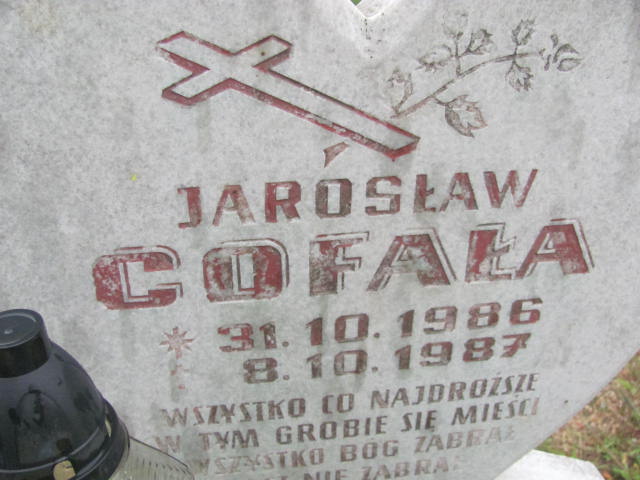 JAROSŁAW
COFAŁA
31.10.1986
8.10.1987
WSZYSTKO CO NAJDROŻSZE
W TYM GROBIE SIĘ MIEŚCI
WSZYSTKO BÓG ZABRAŁ
NIE ZABRAŁ